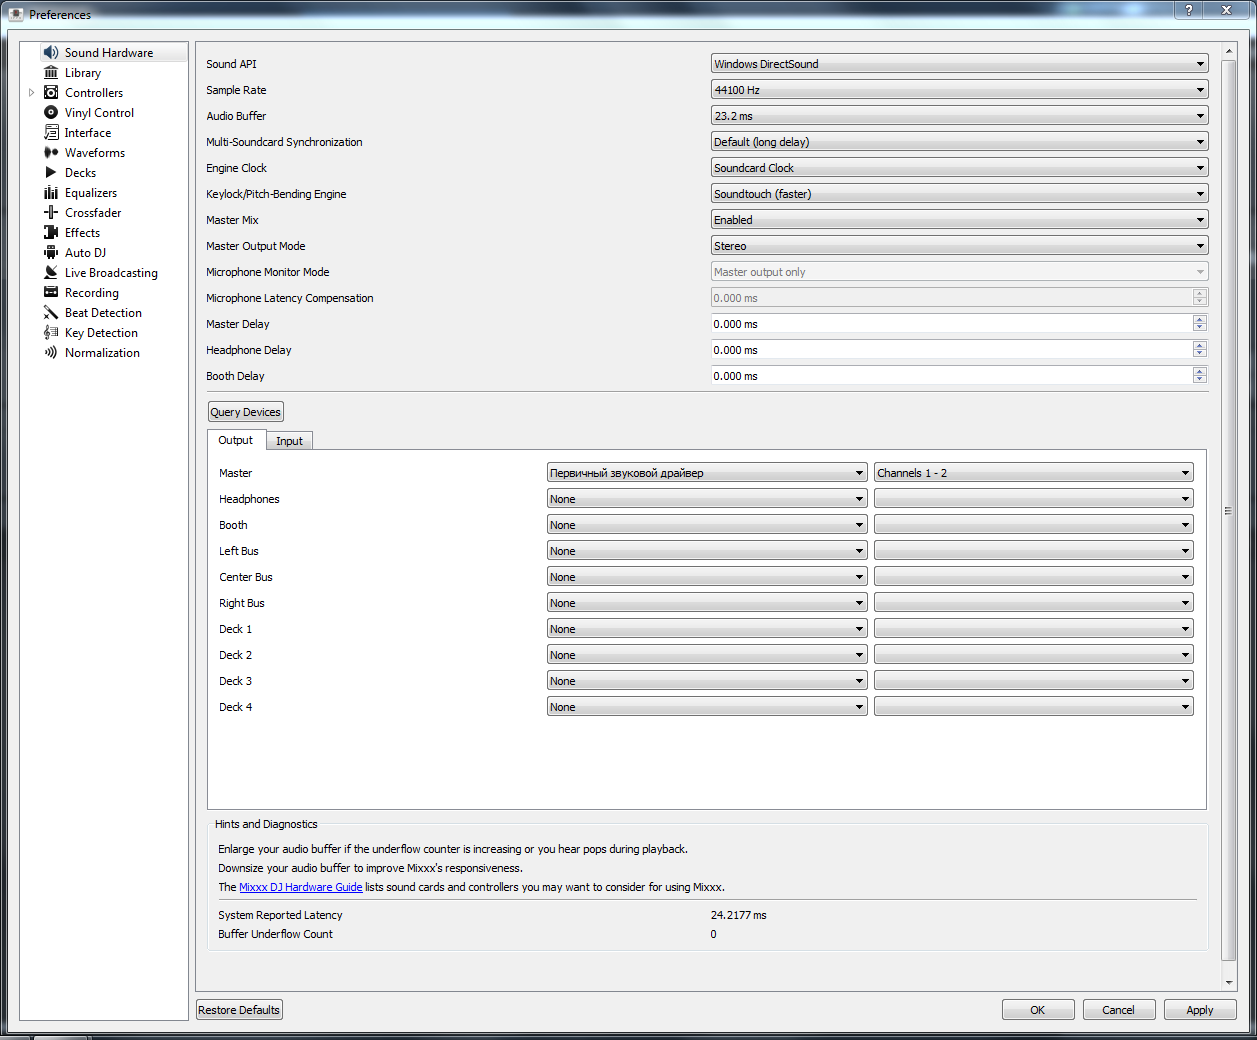 Preferences
Sound Hardware
Library
Controllers
Vinyl Control
Interface
Waveforms
Decks
Equalizers
Crossfader
Effects
Auto DJ
Live Broadcasting
Recording
Beat Detection
Key Detection
Normalization
Sound API Windows DirectSound
Sample Rate 44100 Hz
Audio Buffer 23.2 ms
Multi-Soundcard Synchronization Default (long delay)
Engine Clock Soundcard Clock
Keylock/Pitch-Bending Engine Soundtouch (faster)
Master Mix Enabled
Master Output Mode Stereo
Microphone Monitor Mode Master output only
Microphone Latency Compensation 0.000 ms
Master Delay 0.000 ms
Headphone Delay 0.000 ms
Booth Delay 0.000 ms
Query Devices
Output Input
Master Первичный звуковой драйвер Channels 1 - 2
Headphones None
Booth None
Left Bus None
Center Bus None
Right Bus None
Deck 1 None
Deck 2 None
Deck 3 None
Deck 4 None
Hints and Diagnostics
Enlarge your audio buffer if the underflow counter is increasing or you hear pops during playback.
Downsize your audio buffer to improve Mixxx's responsiveness.
The Mixxx DJ Hardware Guide lists sound cards and controllers you may want to consider for using Mixxx.
System Reported Latency 24.2177 ms
Buffer Underflow Count 0
Restore Defaults OK Cancel Apply